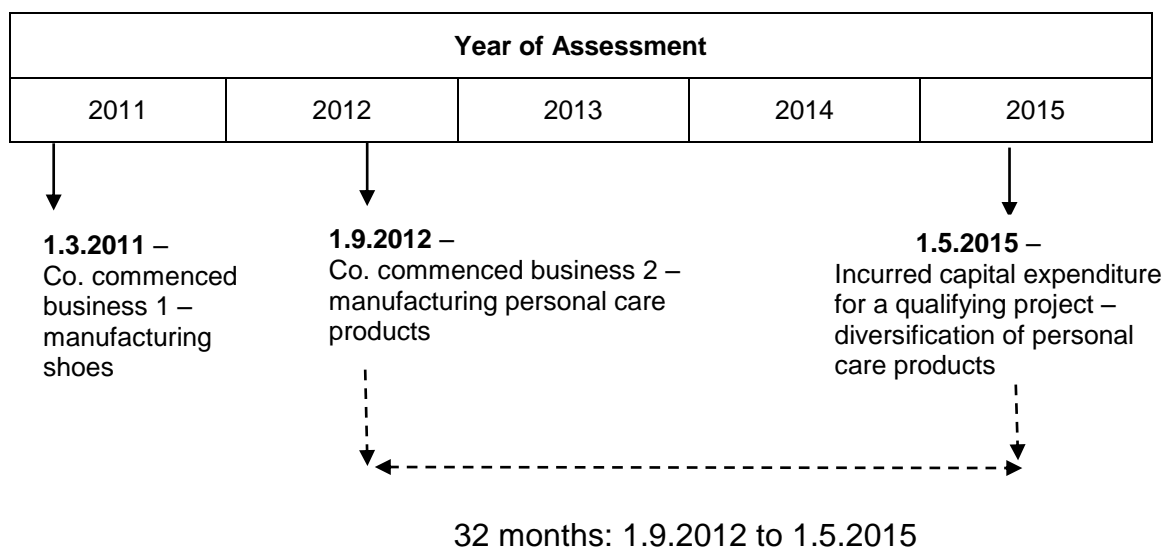 Year of Assessment
2011 2012 2013 2014 2015
1.3.2011 –
Co. commenced
business 1 –
manufacturing
shoes
1.9.2012 –
Co. commenced business 2 –
manufacturing personal care
products
1.5.2015 –
Incurred capital expenditure
for a qualifying project –
diversification of personal
care products
32 months: 1.9.2012 to 1.5.2015